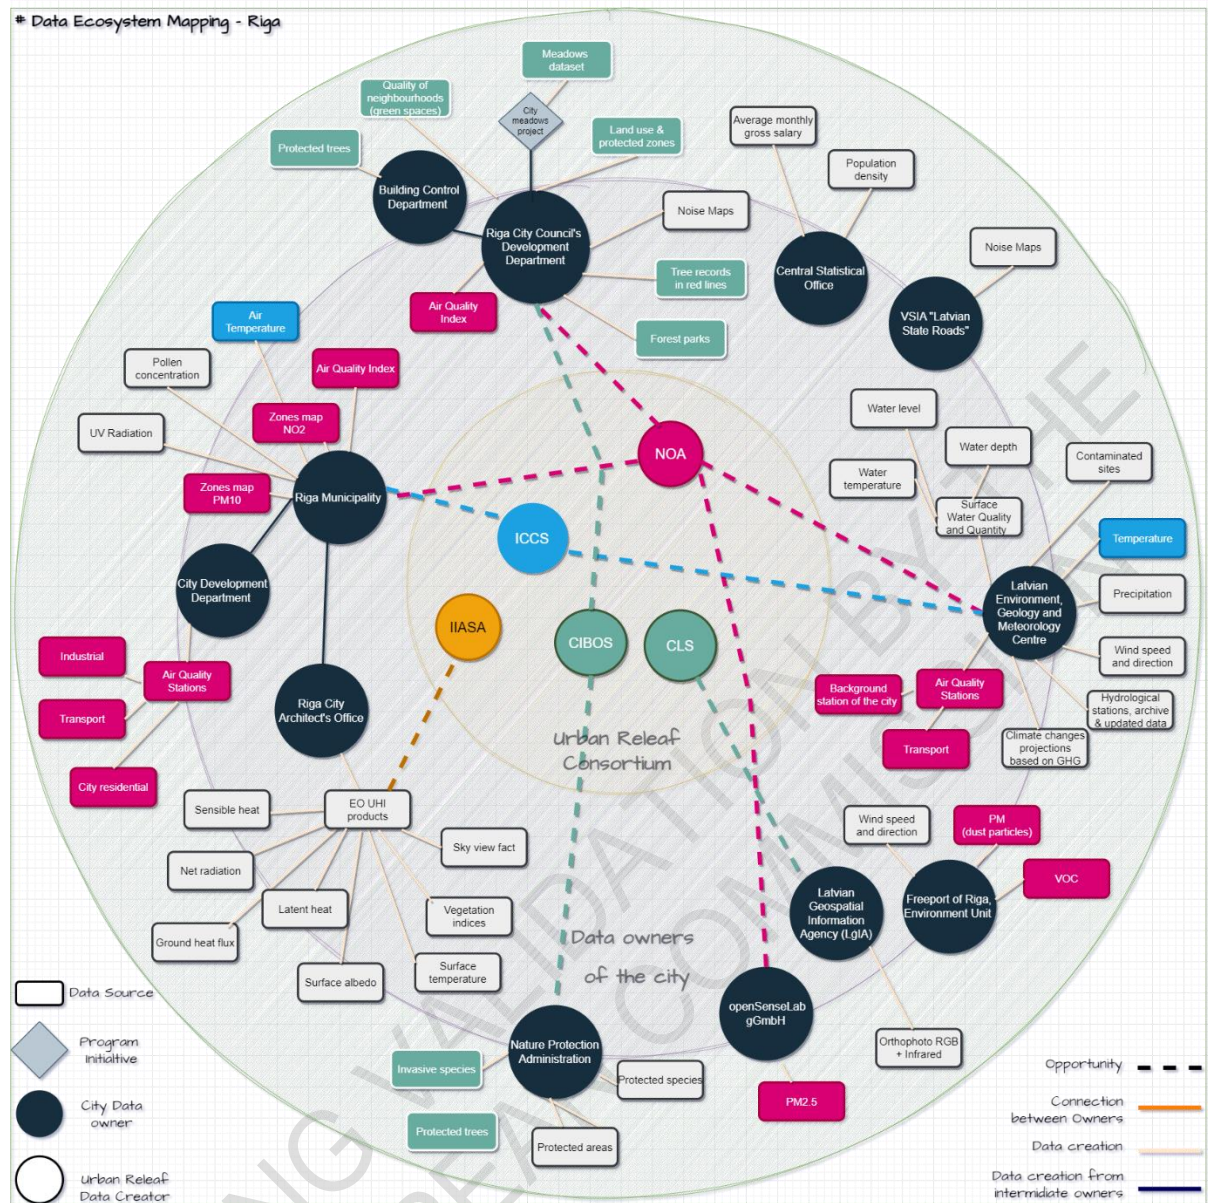 # Data Ecosystem Mapping - Riga
Meadows
dataset
Quality of
neighbourhoods
(green spaces)
City
meadows
project
Protected trees
Land use &
protected zones
Average monthly
gross salary
Population
density
Building Control
Department
Riga City Council's
Development
Department
Noise Maps
Central Statistical
Office
Noise Maps
Tree records
in red lines
VSIA "Latvian
State Roads"
Air Quality
Index
Forest parks
Air
Temperature
Pollen
concentration
Air Quality Index
UV Radiation
Zones map
NO2
Zones map
PM10
Riga Municipality
NOA
ICCS
IIASA
CIBOS
CLS
Urban Releaf
Consortium
Water level
Water depth
Water
temperature
Surface
Water Quality
and Quantity
Contaminated
sites
Temperature
Latvian
Environment,
Geology and
Meteorology
Centre
Precipitation
Wind speed
and direction
Hydrological
stations, archive
& updated data
Climate changes
projections
based on GHG
Air Quality
Stations
Background
station of the city
Transport
City Development
Department
Industrial
Air Quality
Stations
Transport
City residential
Riga City
Architect's Office
EO UHI
products
Sensible heat
Sky view fact
Net radiation
Latent heat
Vegetation
indices
Ground heat flux
Surface albedo
Surface
temperature
Data owners
of the city
Wind speed
and direction
PM
(dust particles)
VOC
Freeport of Riga,
Environment Unit
Latvian
Geospatial
Information
Agency (LgIA)
Orthophoto RGB
+ Infrared
openSenseLab
gGmbH
PM2.5
Nature Protection
Administration
Invasive species
Protected species
Protected trees
Protected areas
Data Source
Program
Initialtive
City Data
owner
Urban Releaf
Data Creator
Opportunity
Connection
between Owners
Data creation
Data creation from
intermidiate owners
NG VALIDATION BY THE
PEAN COMMISSION